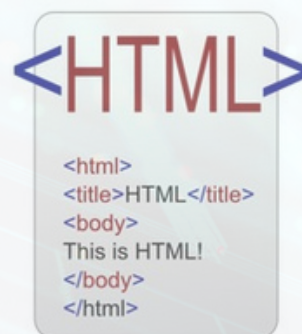 <HTML>
<html>
<title>HTML</title>
<body>
This is HTML!
</body>
</html>